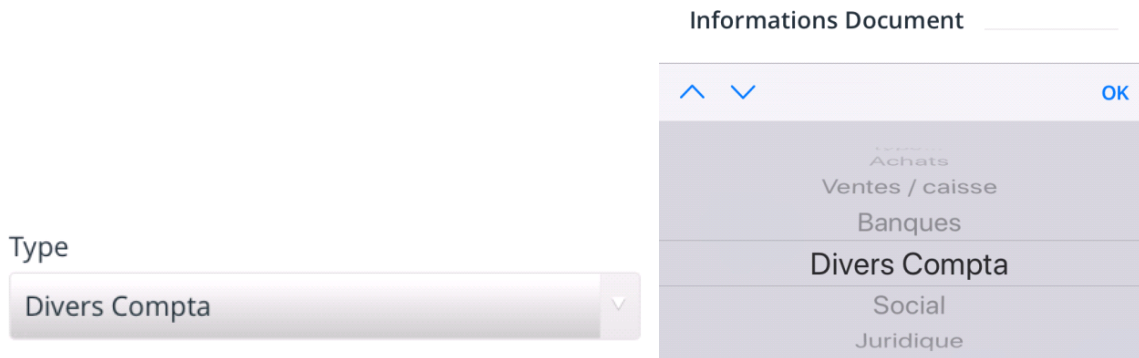 Type
Divers Compta
Informations Document
OK
Achats
Ventes / caisse
Banques
Divers Compta
Social
Juridique